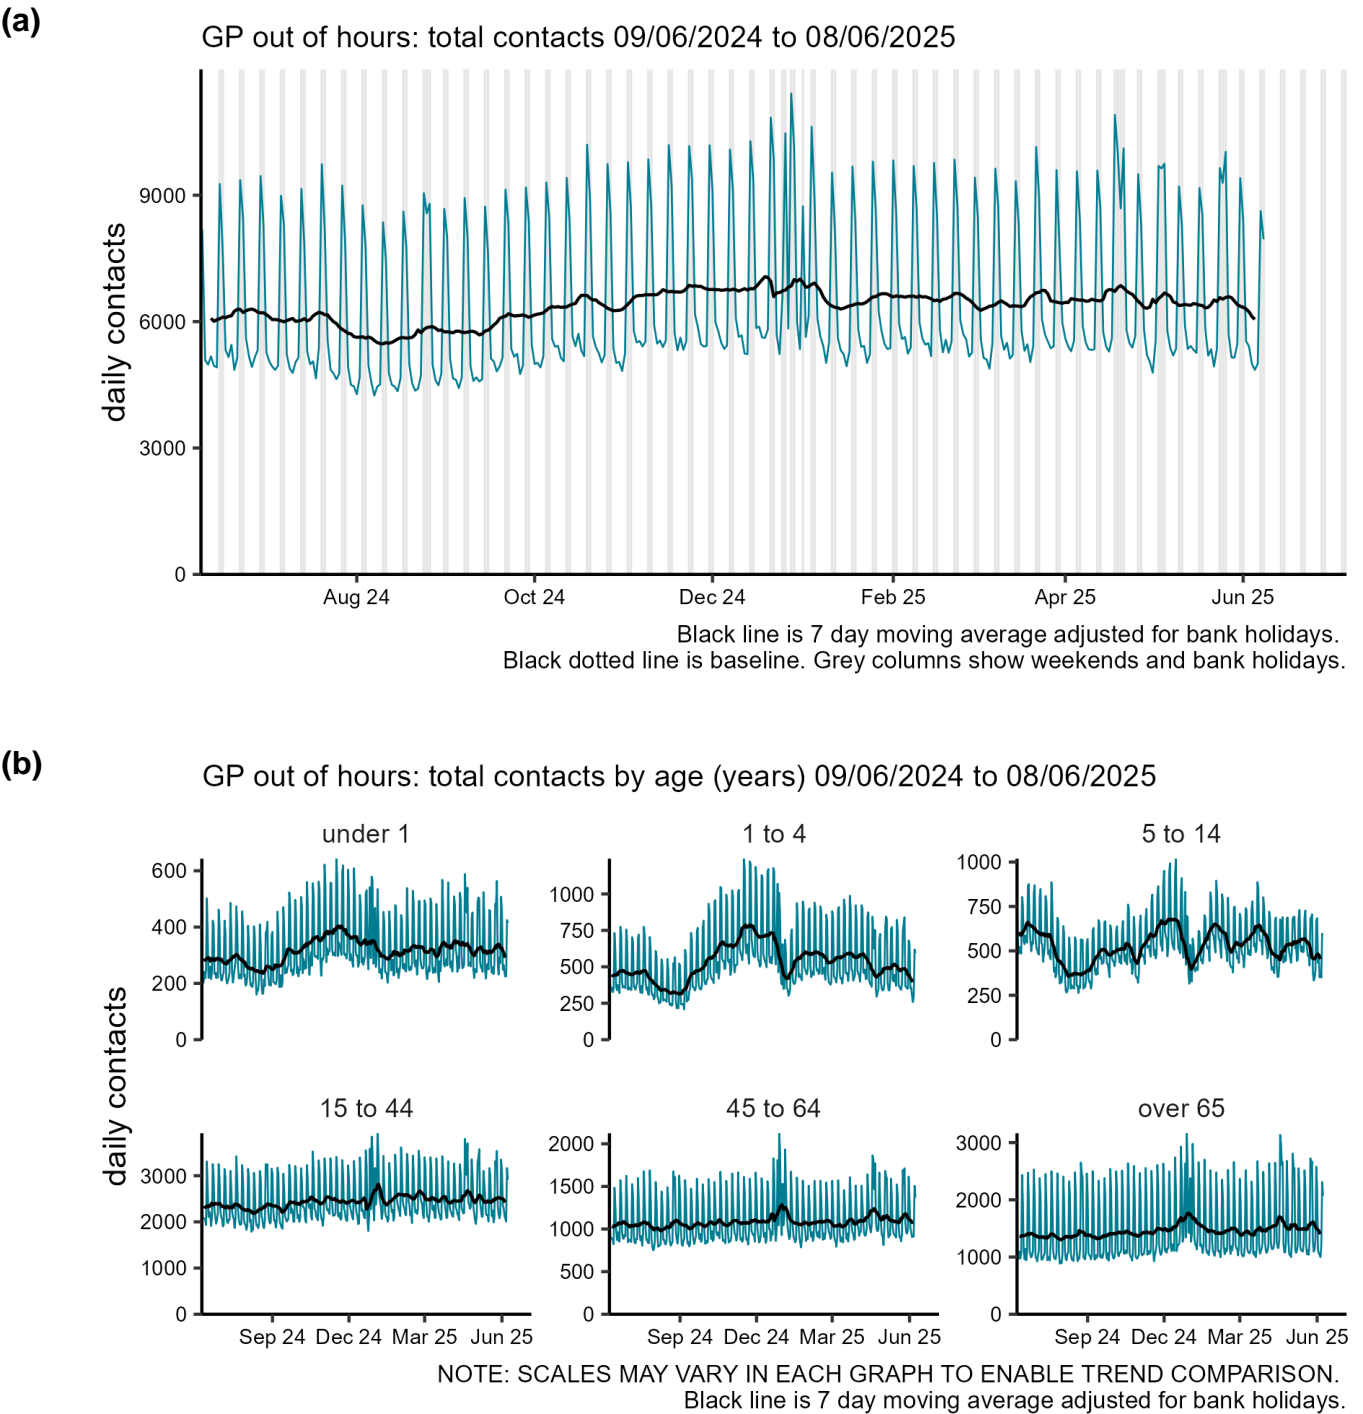 (a)
GP out of hours: total contacts 09/06/2024 to 08/06/2025
daily contacts
9000
6000
3000
0
Aug 24 Oct 24 Dec 24 Feb 25 Apr 25 Jun 25
Black line is 7 day moving average adjusted for bank holidays.
Black dotted line is baseline. Grey columns show weekends and bank holidays.
(b)
GP out of hours: total contacts by age (years) 09/06/2024 to 08/06/2025
daily contacts
under 1
600
400
200
0
1 to 4
1000
750
500
250
0
5 to 14
1000
750
500
250
0
15 to 44
3000
2000
1000
0
Sep 24 Dec 24 Mar 25 Jun 25
45 to 64
2000
1500
1000
500
0
Sep 24 Dec 24 Mar 25 Jun 25
over 65
3000
2000
1000
0
Sep 24 Dec 24 Mar 25 Jun 25
NOTE: SCALES MAY VARY IN EACH GRAPH TO ENABLE TREND COMPARISON.
Black line is 7 day moving average adjusted for bank holidays.